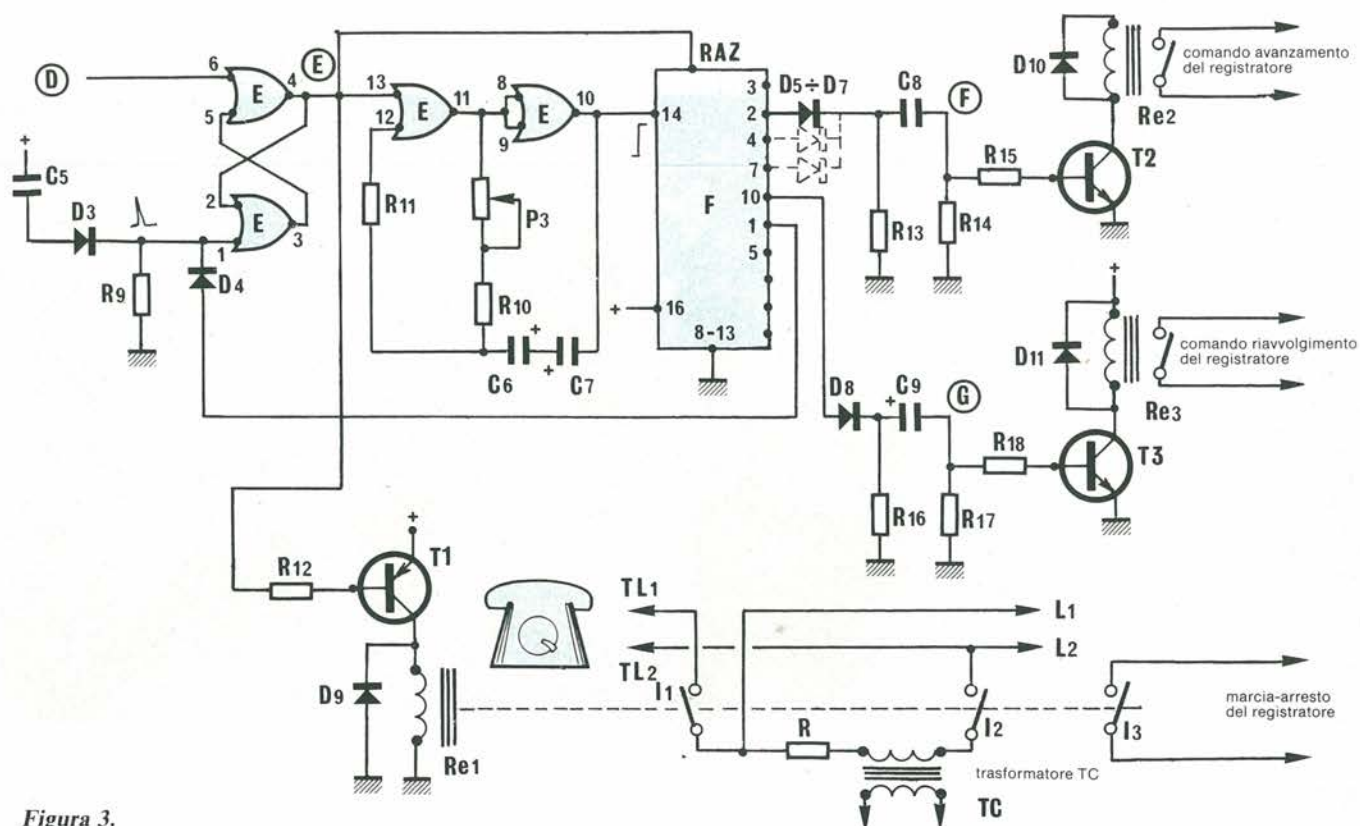 D
6
E
4
E
5
2
E
3
1
+
C5
D3
R9
D4
13
E
11
12
R11
P3
R10
C6
+
+
C7
8
E
10
9
RAZ
14
F
+
16
8-13
3
2
4
7
10
1
5
D5÷D7
C8
F
R13
R14
R15
D10
Re2
T2
comando avanzamento
del registratore
+
D11
Re3
T3
comando riavvolgimento
del registratore
D8
+
C9
G
R16
R17
R18
R12
+
T1
D9
Re1
TL1
TL2
L1
L2
I1
I2
I3
R
trasformatore TC
TC
marcia-arresto
del registratore
Figura 3.